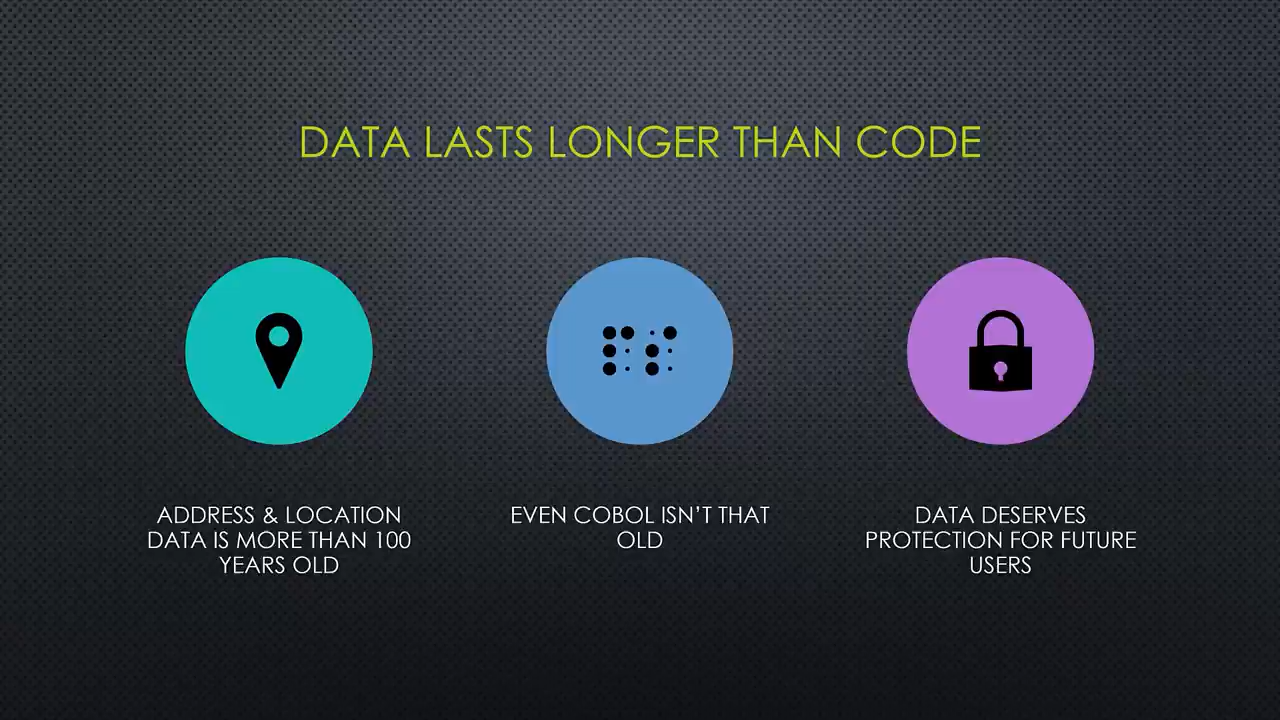 DATA LASTS LONGER THAN CODE
ADDRESS & LOCATION
DATA IS MORE THAN 100
YEARS OLD
EVEN COBOL ISN'T THAT
OLD
DATA DESERVES
PROTECTION FOR FUTURE
USERS